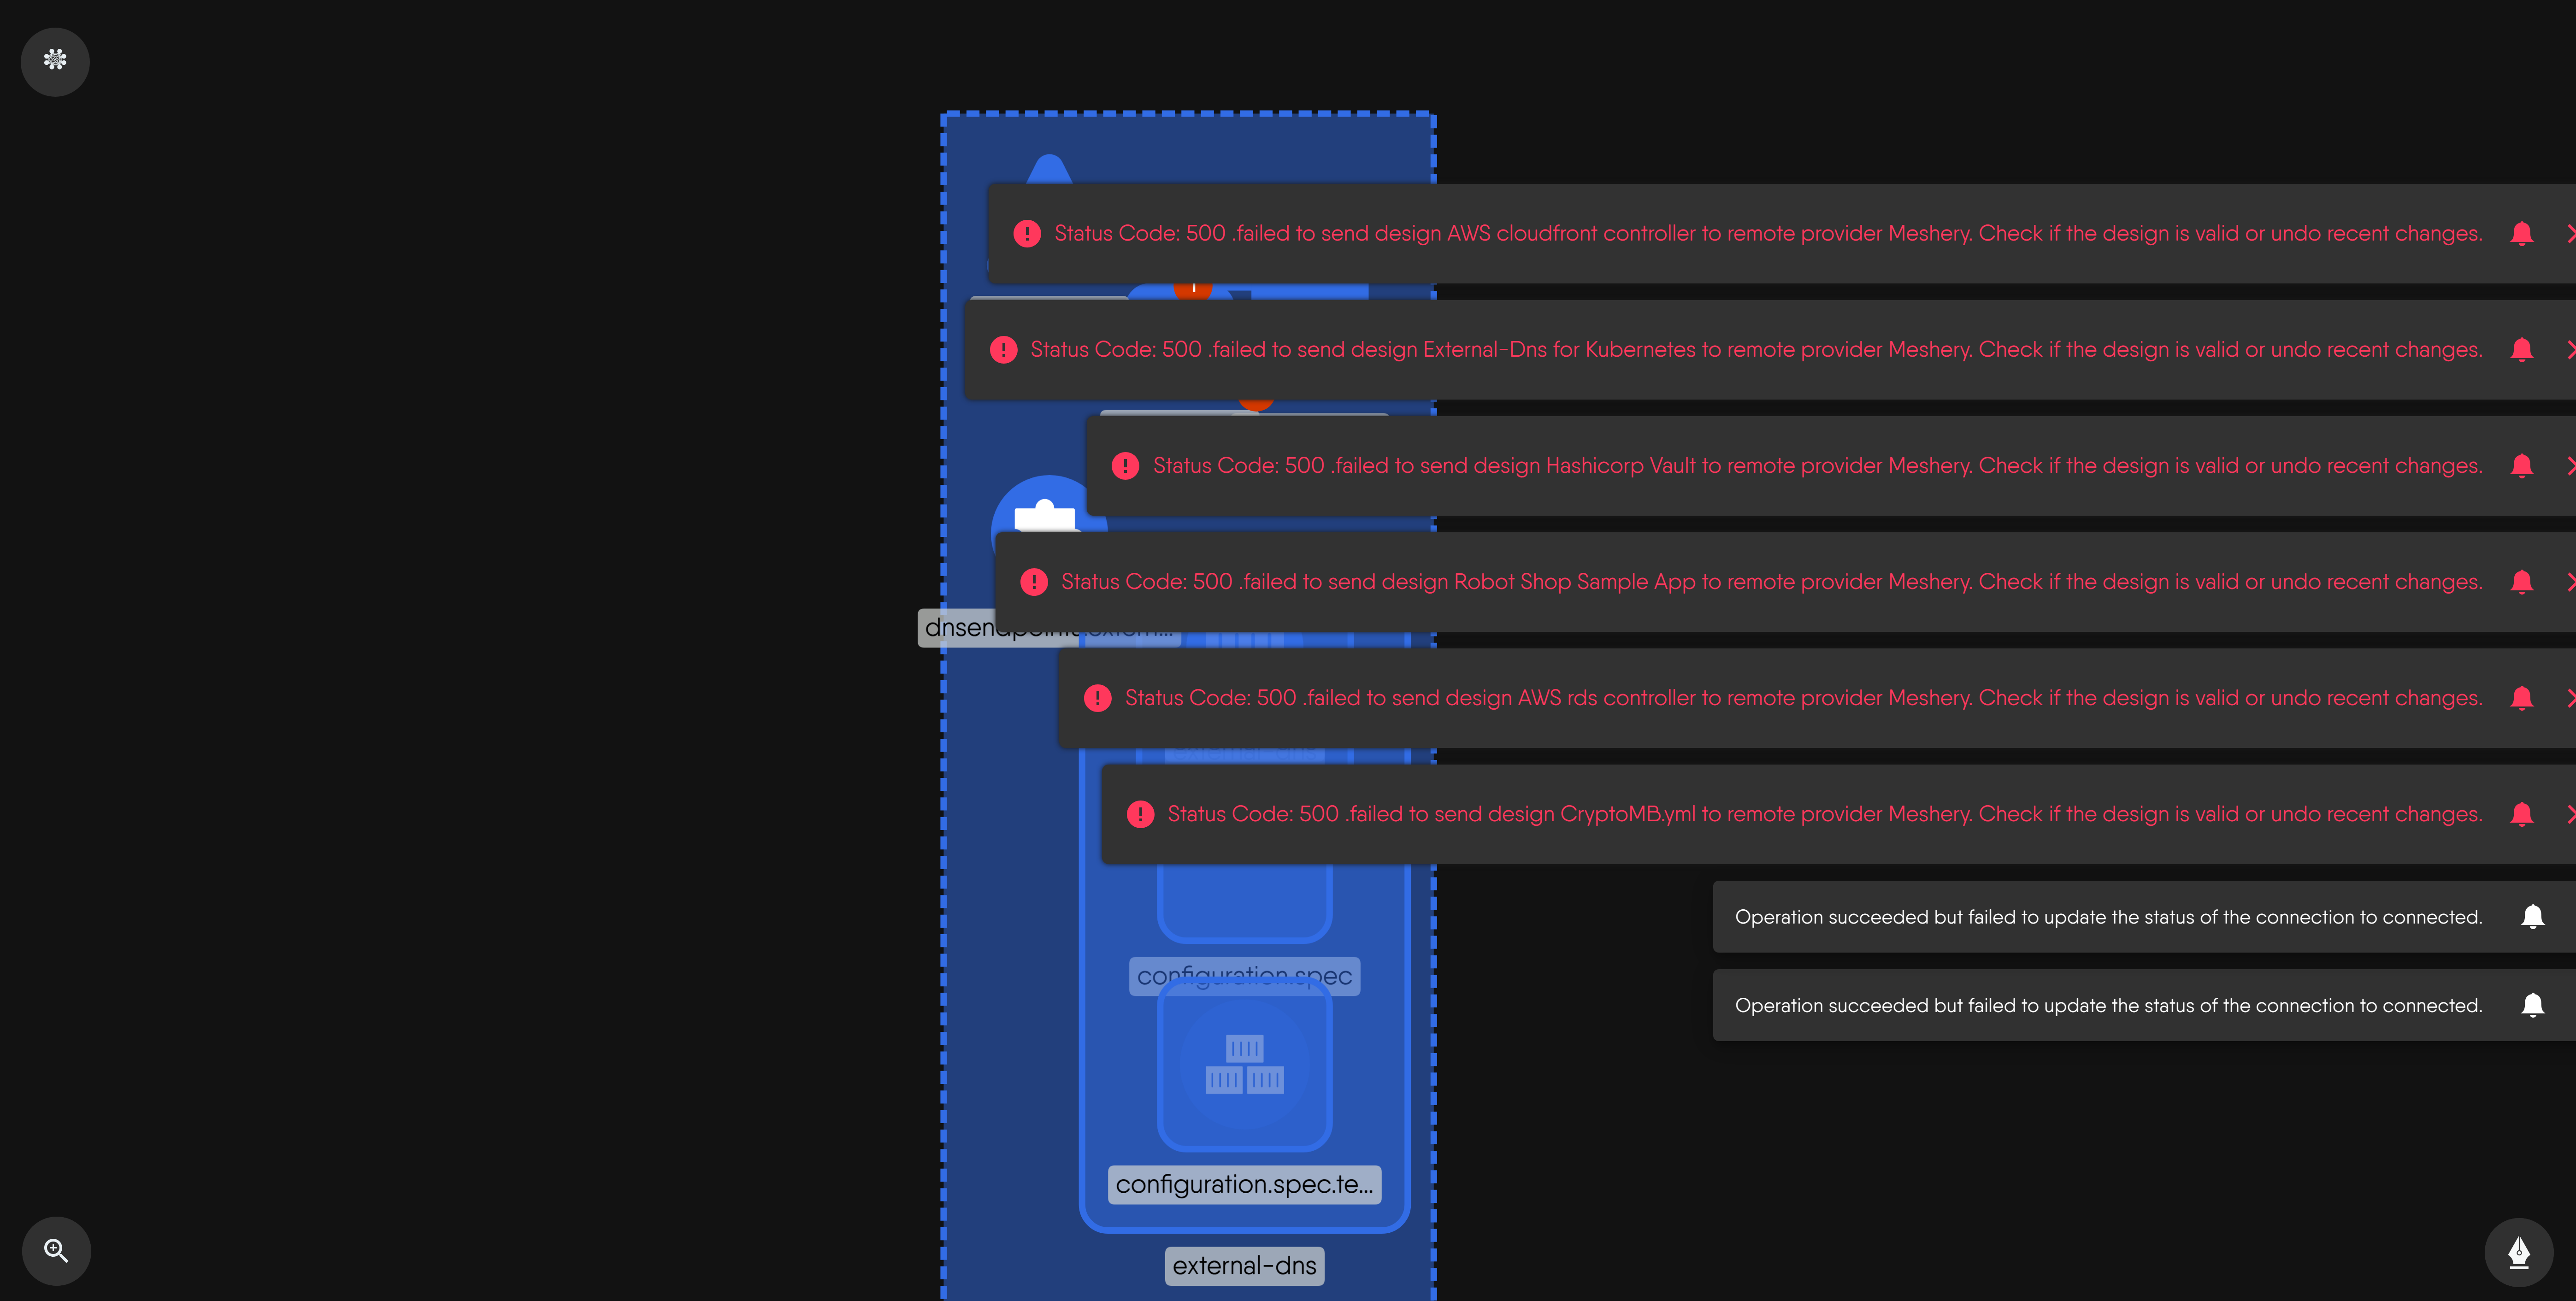 Status Code: 500 .failed to send design AWS cloudfront controller to remote provider Meshery. Check if the design is valid or undo recent changes.
Status Code: 500 .failed to send design External-Dns for Kubernetes to remote provider Meshery. Check if the design is valid or undo recent changes.
Status Code: 500 .failed to send design Hashicorp Vault to remote provider Meshery. Check if the design is valid or undo recent changes.
Status Code: 500 .failed to send design Robot Shop Sample App to remote provider Meshery. Check if the design is valid or undo recent changes.
dnsendpoints.extern...
Status Code: 500 .failed to send design AWS rds controller to remote provider Meshery. Check if the design is valid or undo recent changes.
external-dns
Status Code: 500 .failed to send design CryptoMB.yml to remote provider Meshery. Check if the design is valid or undo recent changes.
Operation succeeded but failed to update the status of the connection to connected.
configuration.spec
Operation succeeded but failed to update the status of the connection to connected.
configuration.spec.te...
external-dns